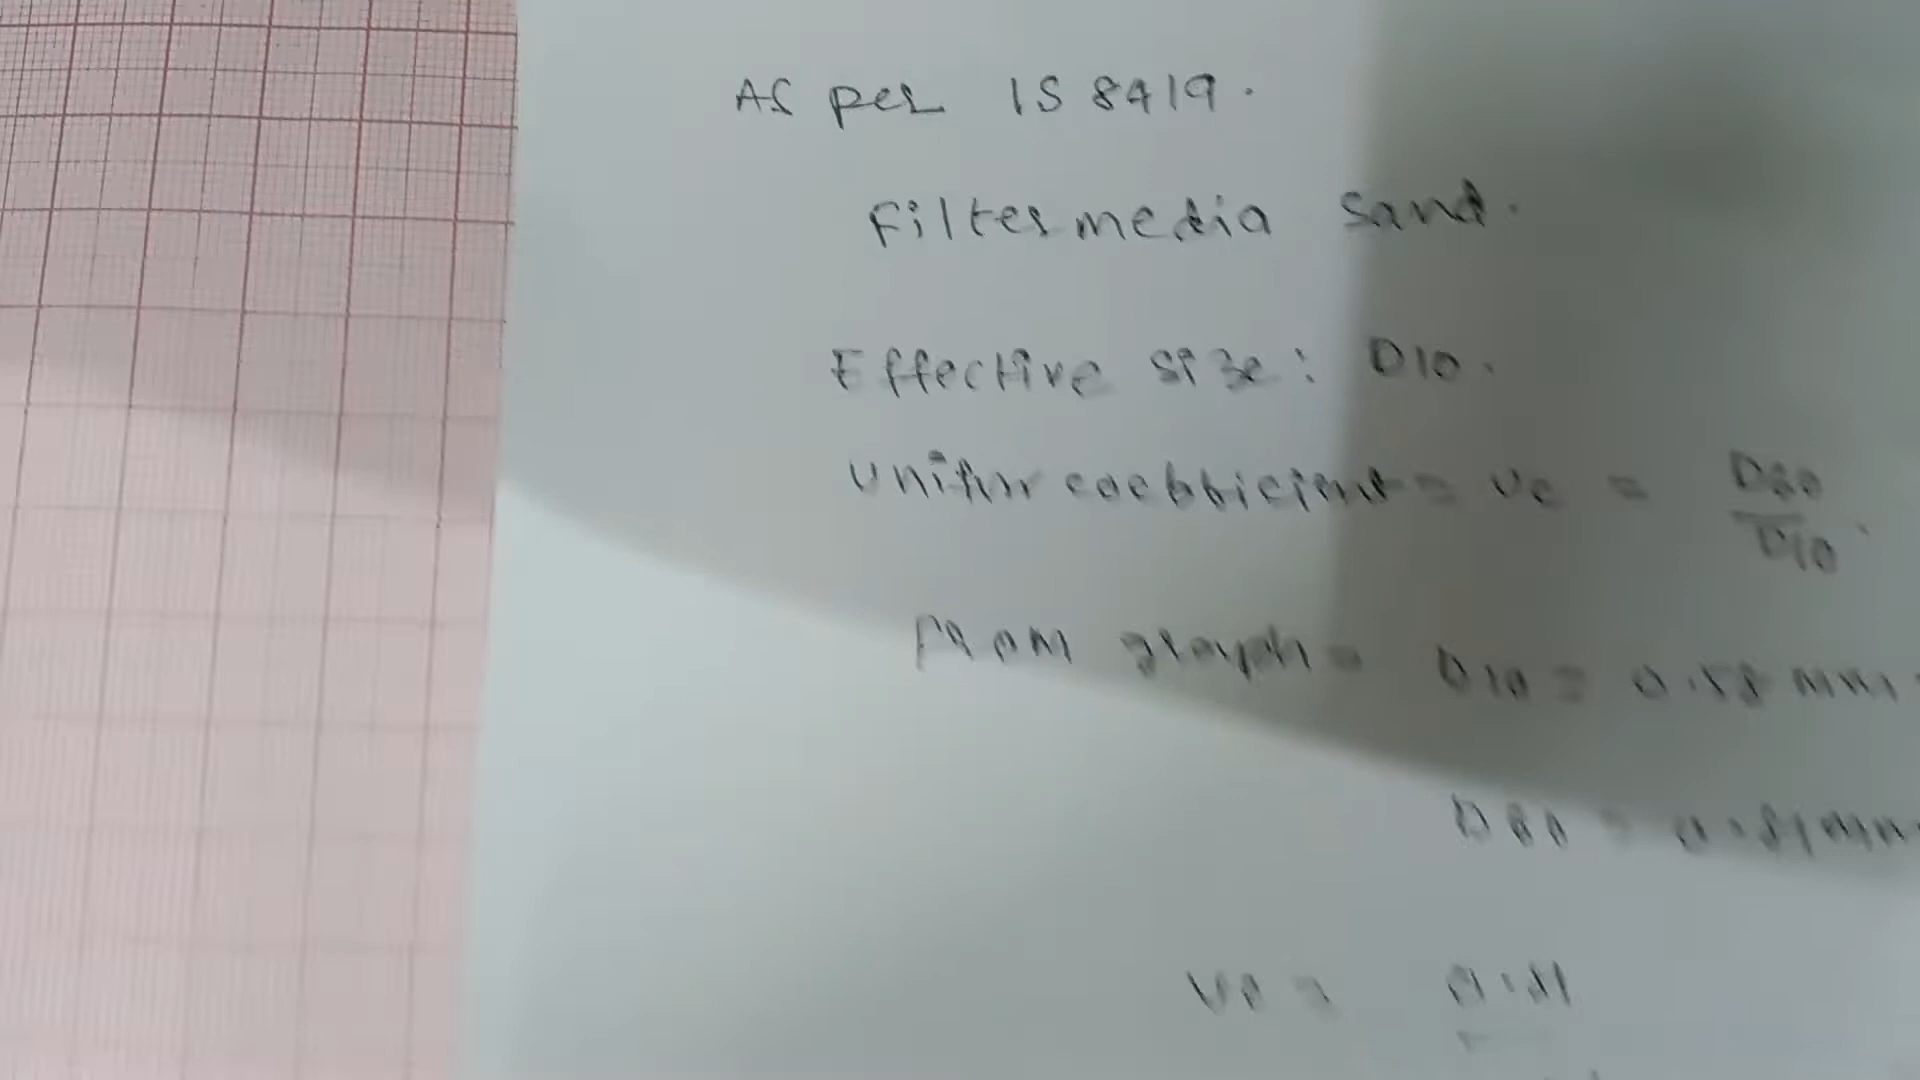 As per IS 8419.
Filter media sand.
Effective size: D10.
coefficient = UC = D60
D10
From graph = D10 = mm
D60 =
UC =